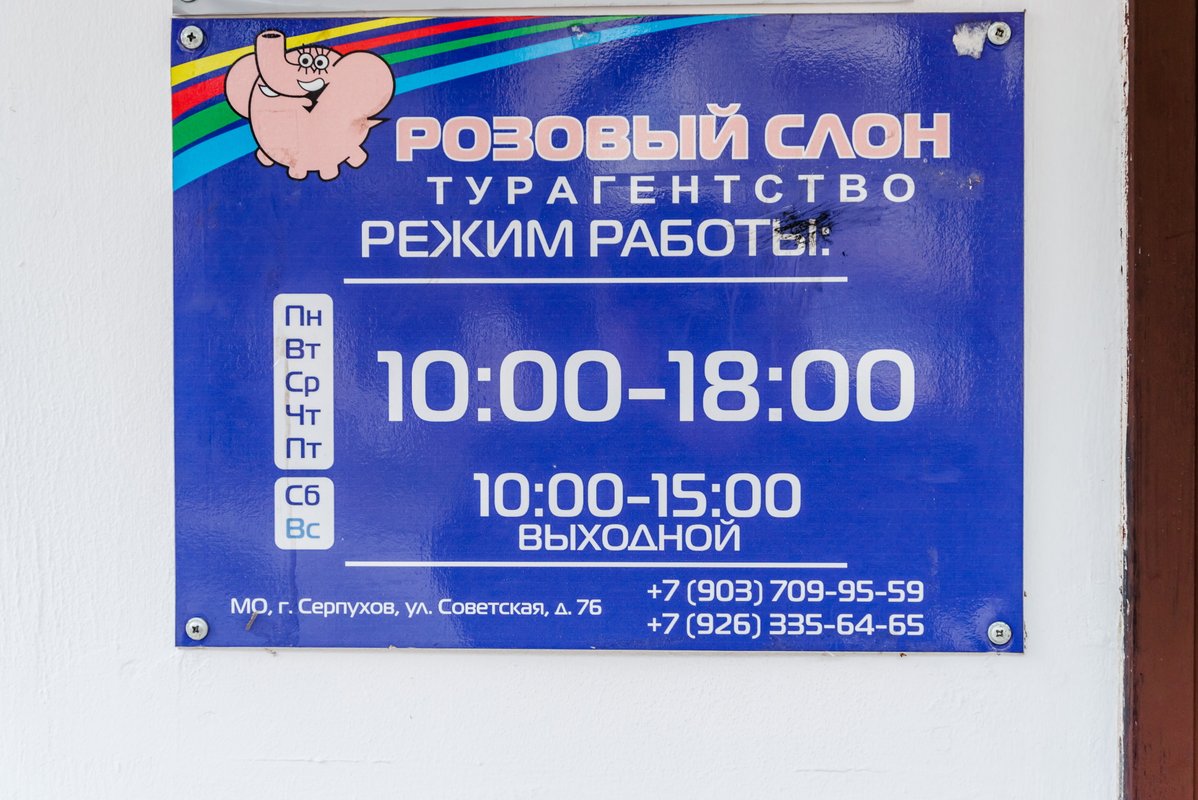 РОЗОВЫЙ СЛОН
ТУРАГЕНТСТВО
РЕЖИМ РАБОТЫ:
Пн
Вт
Ср
Чт
Пт
10:00-18:00
Сб
10:00-15:00
Вс
ВЫХОДНОЙ
МО, г. Серпухов, ул. Советская, д. 76
+7 (903) 709-95-59
+7 (926) 335-64-65